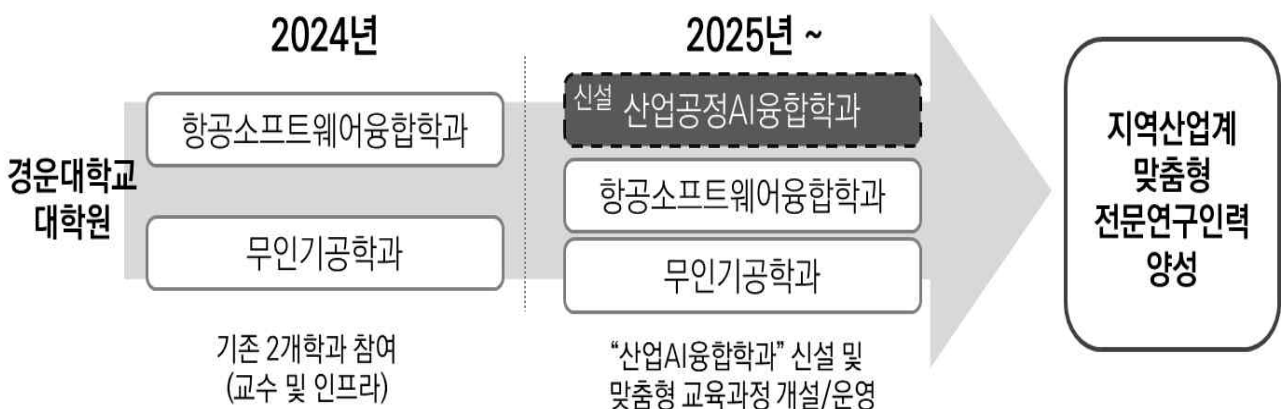 2024년
2025년 ~
경운대학교
대학원
항공소프트웨어융합학과
무인기공학과
기존 2개학과 참여
(교수 및 인프라)
신설 산업공정AI융합학과
항공소프트웨어융합학과
무인기공학과
“산업AI융합학과” 신설 및
맞춤형 교육과정 개설/운영
지역산업계
맞춤형
전문연구인력
양성